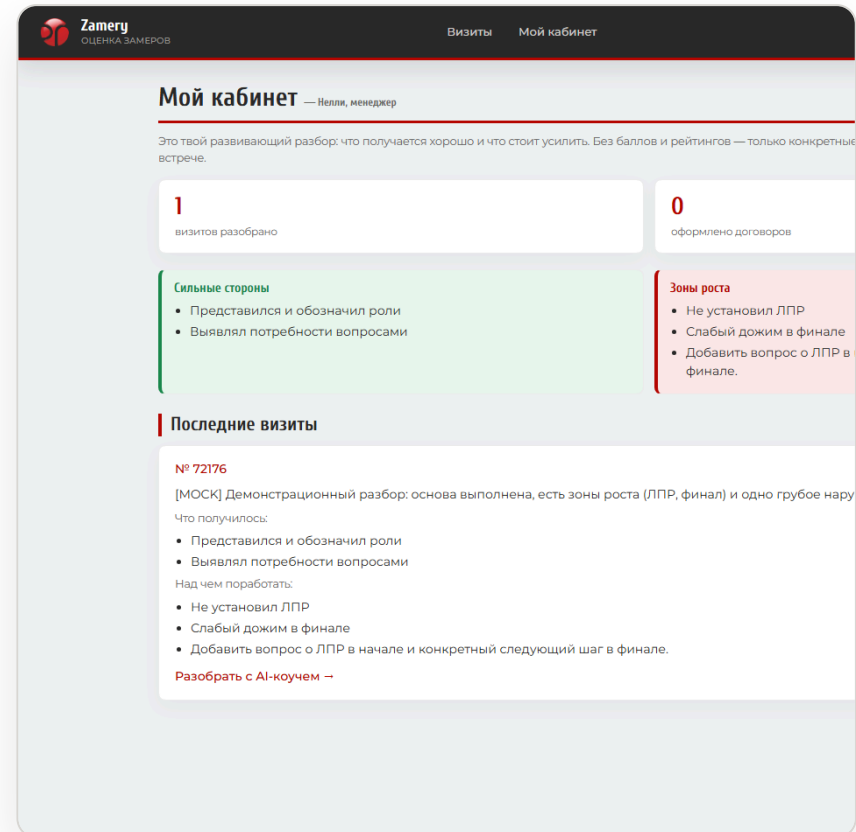 Zamery
ОЦЕНКА ЗАМЕРОВ
Визиты
Мой кабинет
Мой кабинет — Нелли, менеджер
Это твой развивающий разбор: что получается хорошо и что стоит усилить. Без баллов и рейтингов — только конкретные
встрече.
1
визитов разобрано
0
оформлено договоров
Сильные стороны
• Представился и обозначил роли
• Выявлял потребности вопросами
Зоны роста
• Не установил ЛПР
• Слабый дожим в финале
• Добавить вопрос о ЛПР в
финале.
Последние визиты
№ 72176
[MOCK] Демонстрационный разбор: основа выполнена, есть зоны роста (ЛПР, финал) и одно грубое нару
Что получилось:
• Представился и обозначил роли
• Выявлял потребности вопросами
Над чем поработать:
• Не установил ЛПР
• Слабый дожим в финале
• Добавить вопрос о ЛПР в начале и конкретный следующий шаг в финале.
Разобрать с AI-коучем →